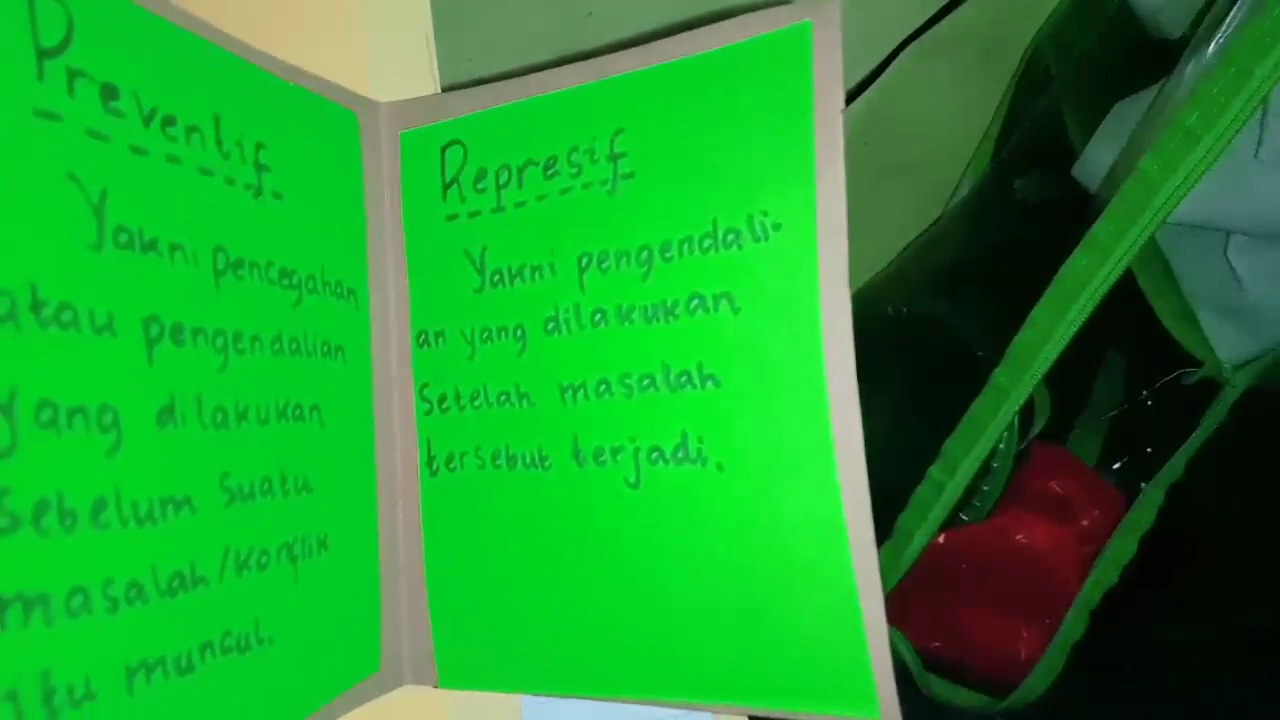 Preventif
Yakni pencegahan
atau pengendalian
yang dilakukan
Sebelum Suatu
masalah/konflik
itu muncul.
Represif
Yakni pengendali-
an yang dilakukan
Setelah masalah
tersebut terjadi.